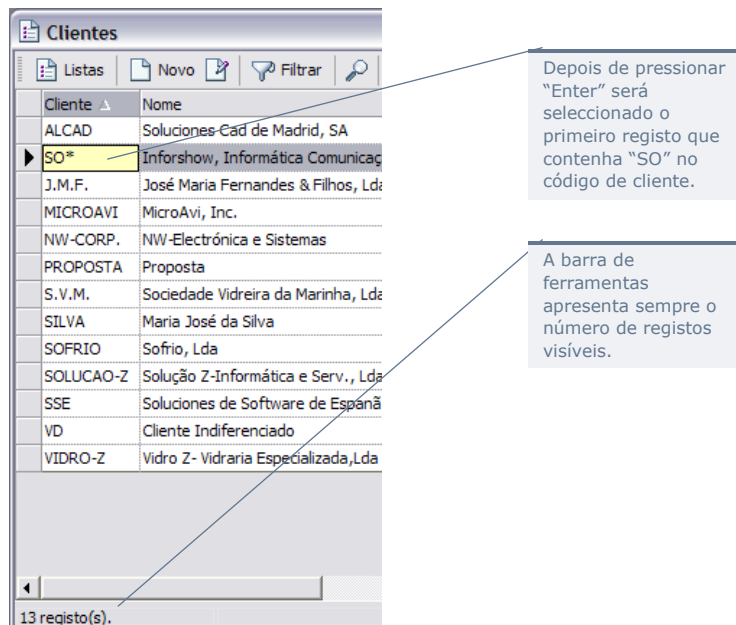 Clientes
Listas Novo Filtrar
Cliente Nome
ALCAD Soluciones Cad de Madrid, SA
SO* Inforshow, Informática Comunicaç
J.M.F. José Maria Fernandes & Filhos, Lda
MICROAVI MicroAvi, Inc.
NW-CORP. NW-Electrónica e Sistemas
PROPOSTA Proposta
S.V.M. Sociedade Vidreira da Marinha, Lda
SILVA Maria José da Silva
SOFRIO Sofrio, Lda
SOLUCAO-Z Solução Z-Informática e Serv., Lda
SSE Soluciones de Software de Espanã
VD Cliente Indiferenciado
VIDRO-Z Vidro Z- Vidraria Especializada,Lda
13 registo(s).
Depois de pressionar
“Enter” será
seleccionado o
primeiro registo que
contenha “SO” no
código de cliente.
A barra de
ferramentas
apresenta sempre o
número de registos
visíveis.